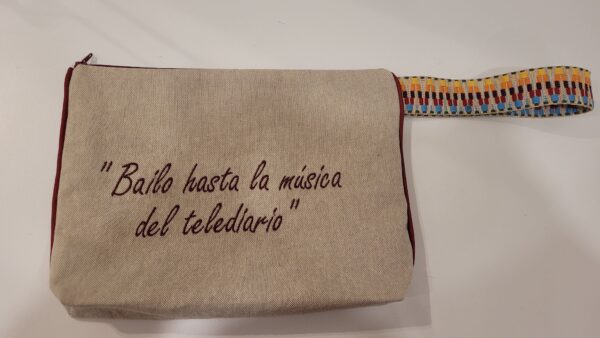 "Bailo hasta la música
del telediario"